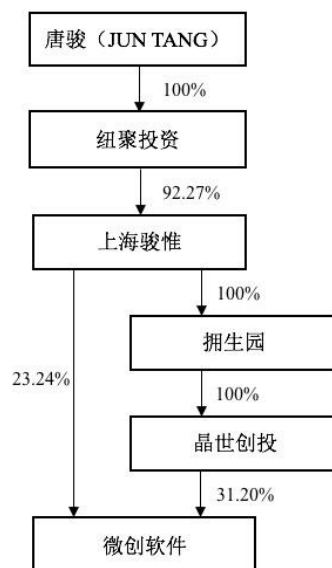 唐骏（JUN TANG）
100%
纽聚投资
92.27%
上海骏惟
100%
拥生园
23.24%
100%
晶世创投
31.20%
微创软件